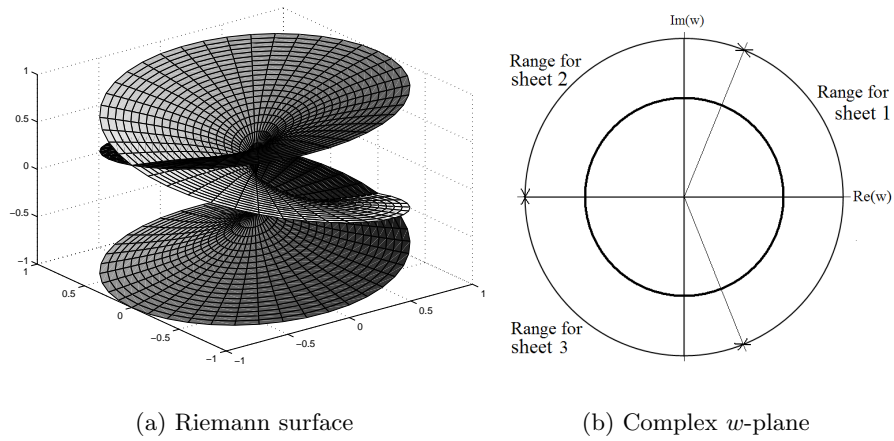 1
0.5
0
−0.5
−1
1
0.5
0
−0.5
−1
−1
−0.5
0
0.5
1
Im(w)
Range for
sheet 2
Range for
sheet 1
Re(w)
Range for
sheet 3
(a) Riemann surface
(b) Complex w-plane